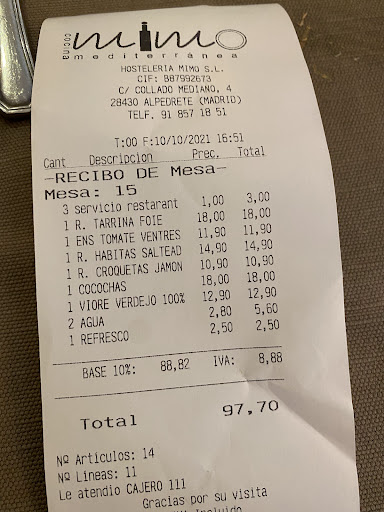 cocina
mimo
mediterránea
HOSTELERIA MIMO S.L.
CIF: B87992673
C/ COLLADO MEDIANO, 4
28430 ALPEDRETE (MADRID)
TELF. 91 857 18 51
T:00 F:10/10/2021 16:51
Cant Descripcion Prec. Total
-RECIBO DE Mesa-
Mesa: 15
3 servicio restarant 1,00 3,00
1 R. TARRINA FOIE 18,00 18,00
1 ENS TOMATE VENTRES 11,90 11,90
1 R. HABITAS SALTEAD 14,90 14,90
1 R. CROQUETAS JAMON 10,90 10,90
1 COCOCHAS 18,00 18,00
1 VIORE VERDEJO 100% 12,90 12,90
2 AGUA 2,80 5,60
1 REFRESCO 2,50 2,50
BASE 10%: 88,82 IVA: 8,88
Total 97,70
Nº Articulos: 14
Nº Lineas: 11
Le atendio CAJERO 111
Gracias por su visita
Incluido